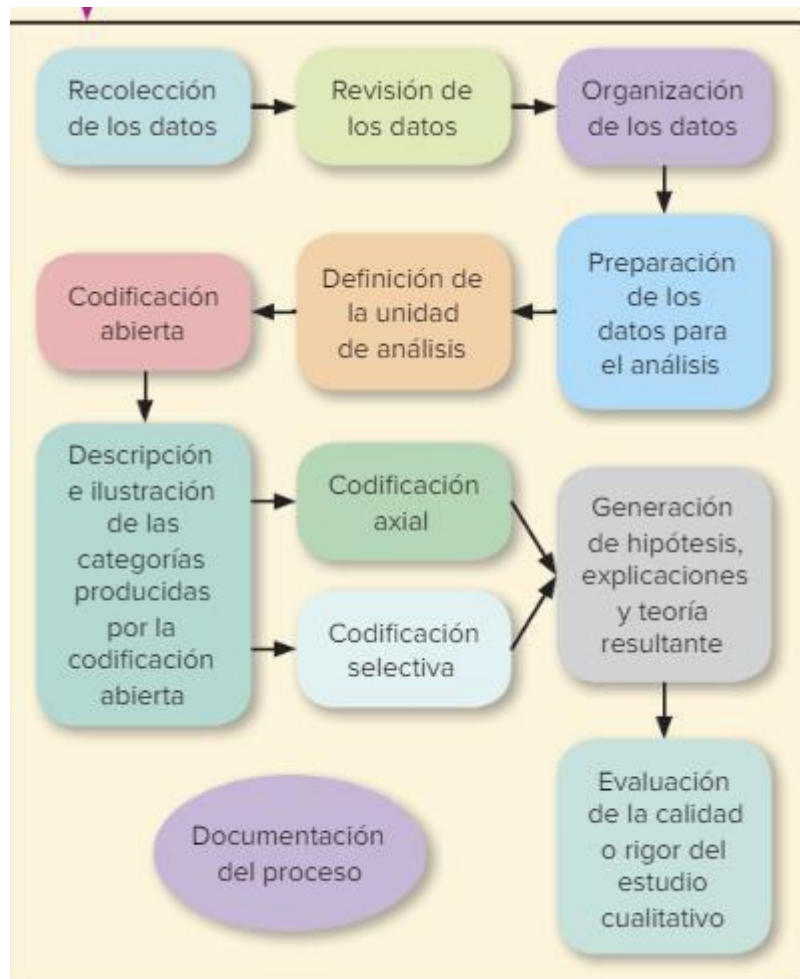 Recolección
de los datos
Revisión de
los datos
Organización
de los datos
Preparación
de los
datos para
el análisis
Definición de
la unidad
de análisis
Codificación
abierta
Descripción
e ilustración
de las
categorías
producidas
por la
codificación
abierta
Codificación
axial
Codificación
selectiva
Generación
de hipótesis,
explicaciones
y teoría
resultante
Evaluación
de la calidad
o rigor del
estudio
cualitativo
Documentación
del proceso